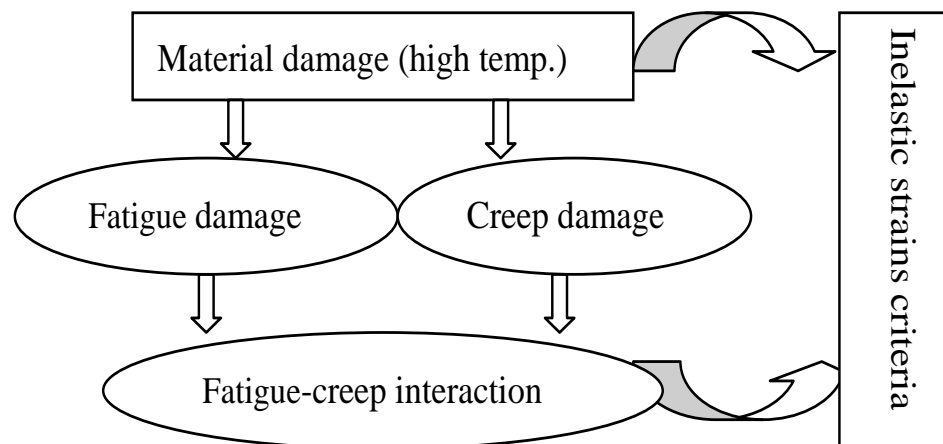 Material damage (high temp.)
Fatigue damage
Creep damage
Fatigue-creep interaction
Inelastic strains criteria